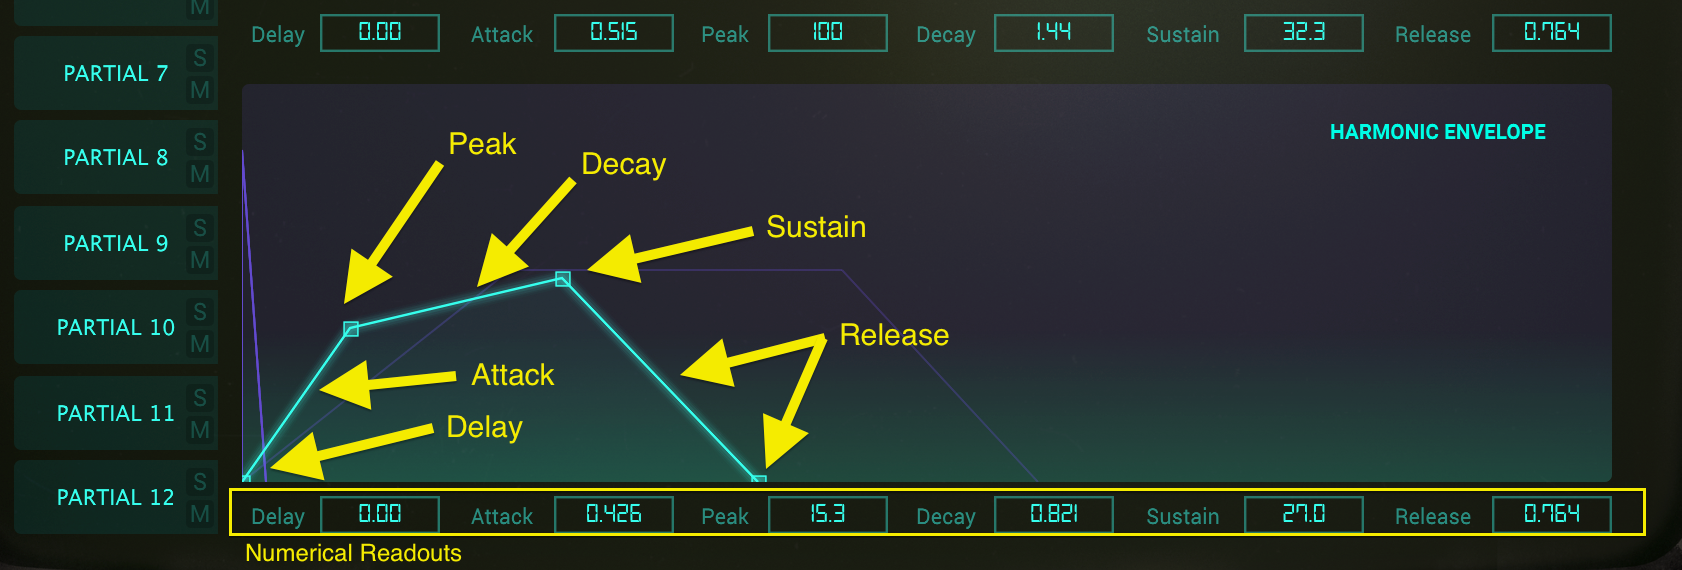 M
Delay 0.00 Attack 0.515 Peak 100 Decay 1.44 Sustain 32.3 Release 0.764
PARTIAL 7 S M
HARMONIC ENVELOPE
Peak
PARTIAL 8 S M
Decay
PARTIAL 9 S M
Sustain
PARTIAL 10 S M
Release
Attack
PARTIAL 11 S M
Delay
PARTIAL 12 S M
Delay 0.00 Attack 0.426 Peak 15.3 Decay 0.821 Sustain 27.0 Release 0.764
Numerical Readouts